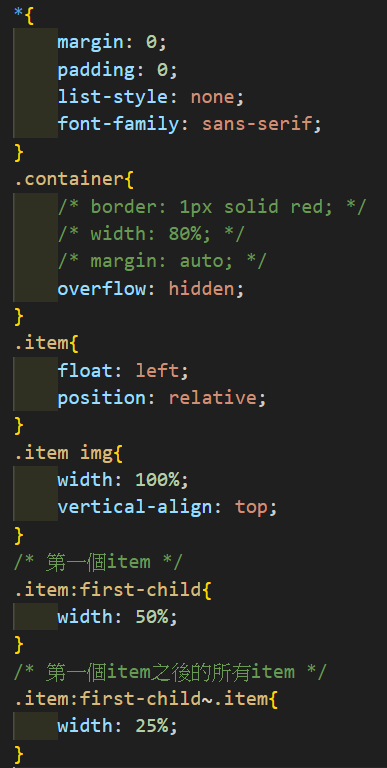 *{
    margin: 0;
    padding: 0;
    list-style: none;
    font-family: sans-serif;
}
.container{
    /* border: 1px solid red; */
    /* width: 80%; */
    /* margin: auto; */
    overflow: hidden;
}
.item{
    float: left;
    position: relative;
}
.item img{
    width: 100%;
    vertical-align: top;
}
/* 第一個item */
.item:first-child{
    width: 50%;
}
/* 第一個item之後的所有item */
.item:first-child~.item{
    width: 25%;
}